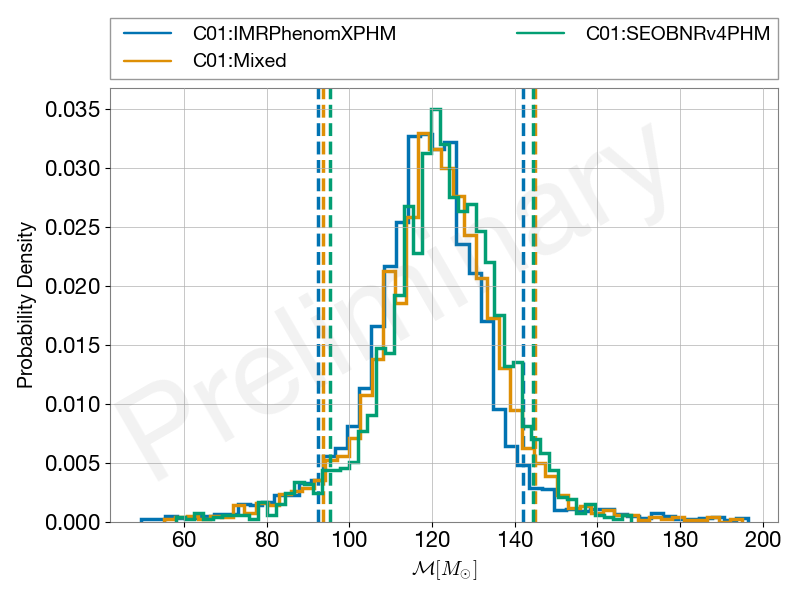 C01:IMRPhenomXPHM
C01:Mixed
C01:SEOBNRv4PHM
0.035
0.030
0.025
0.020
0.015
0.010
0.005
0.000
Probability Density
Preliminary
60 80 100 120 140 160 180 200
ℳ[M⊙]